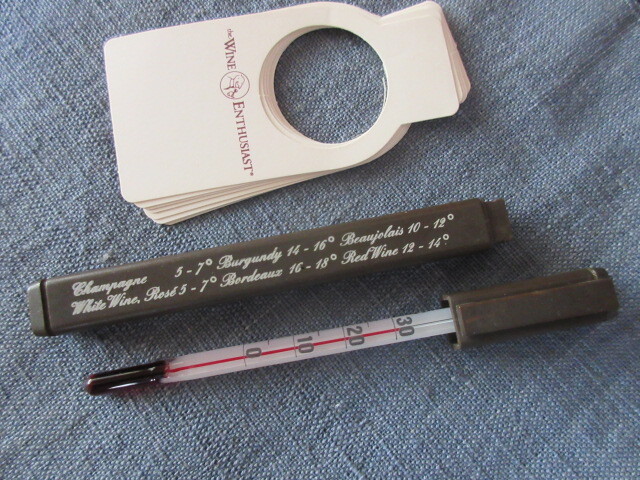 the WINE ENTHUSIAST®
Champagne 5 - 7° Burgundy 14 - 16° Beaujolais 10 - 12°
White Wine, Rosé 5 - 7° Bordeaux 16 - 18° Red Wine 12 - 14°
0 10 20 30